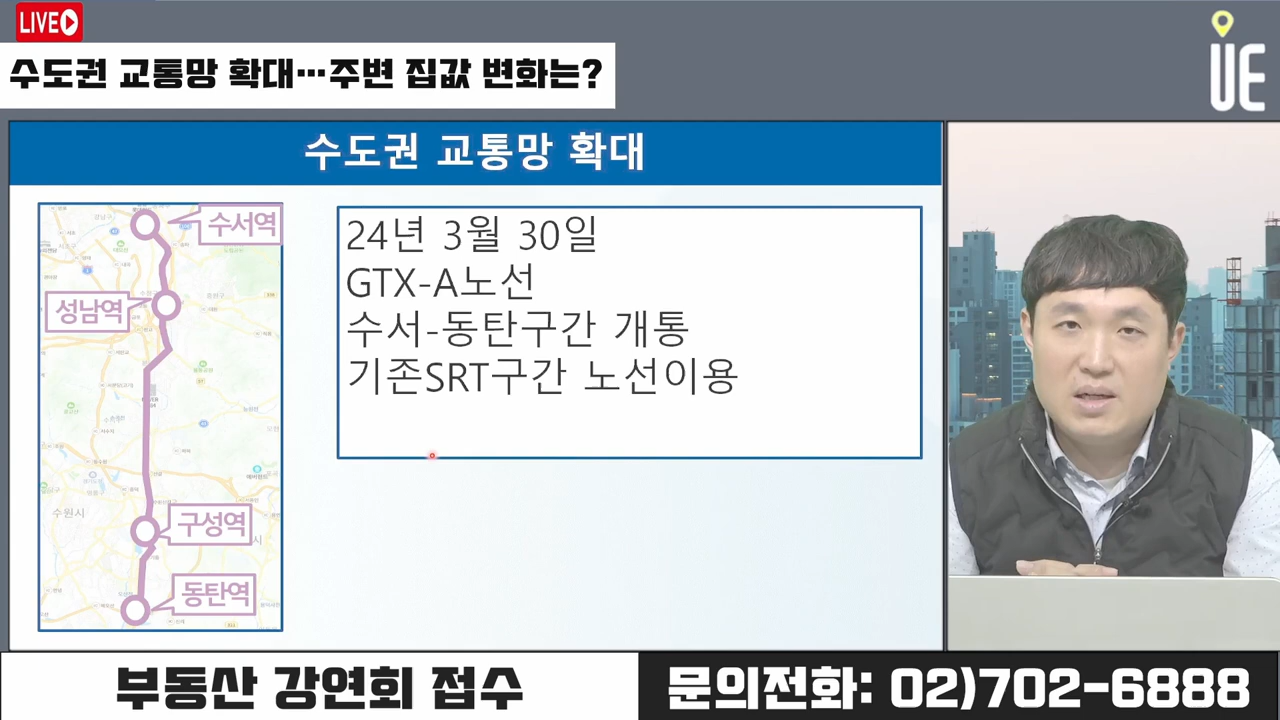 LIVE
UE
수도권 교통망 확대…주변 집값 변화는?
수도권 교통망 확대
수서역
성남역
구성역
동탄역
수원시
24년 3월 30일
GTX-A노선
수서-동탄구간 개통
기존SRT구간 노선이용
부동산 강연회 접수
문의전화: 02)702-6888